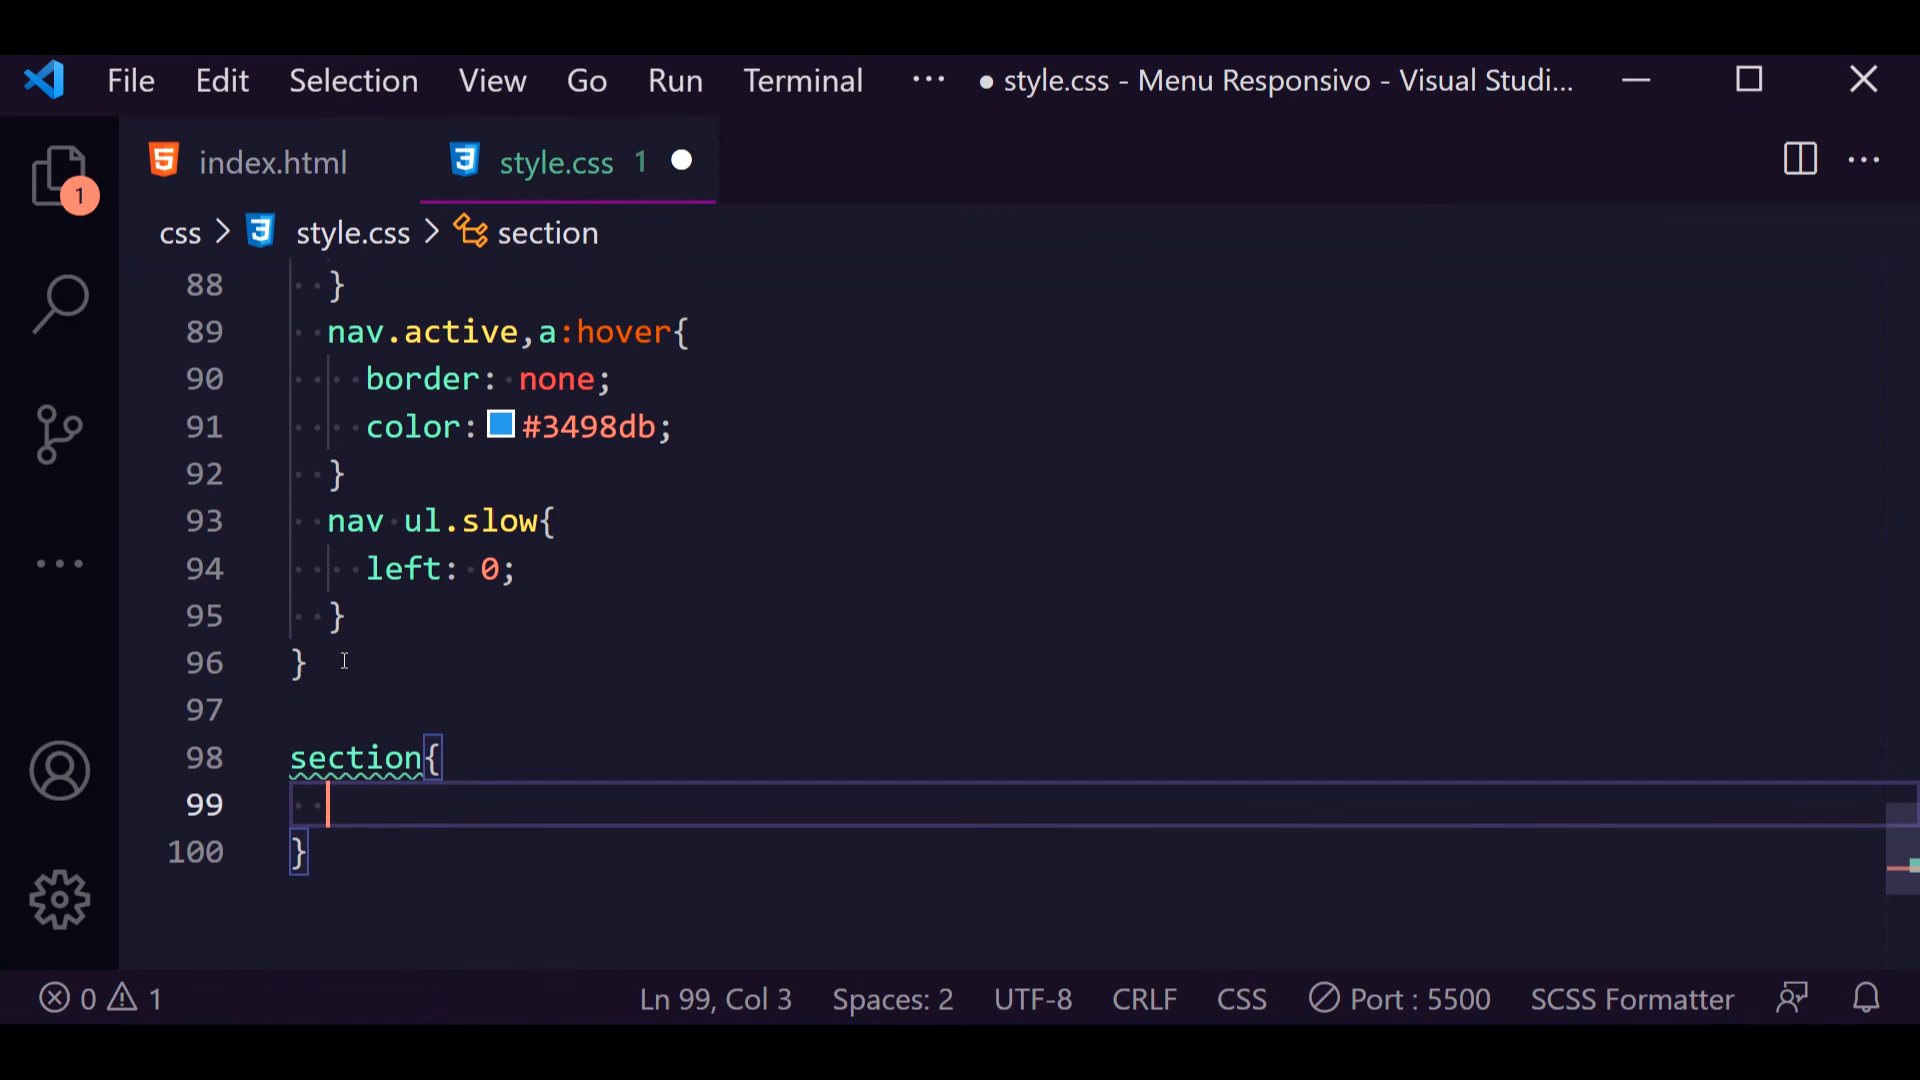 File Edit Selection View Go Run Terminal ··· ● style.css - Menu Responsivo - Visual Studi...
1
index.html
style.css 1
css > style.css > section
88 }
89 nav.active,a:hover{
90 border: none;
91 color: #3498db;
92 }
93 nav ul.slow{
94 left: 0;
95 }
96 }
97
98 section{
99
100 }
0 1 Ln 99, Col 3 Spaces: 2 UTF-8 CRLF CSS Port : 5500 SCSS Formatter